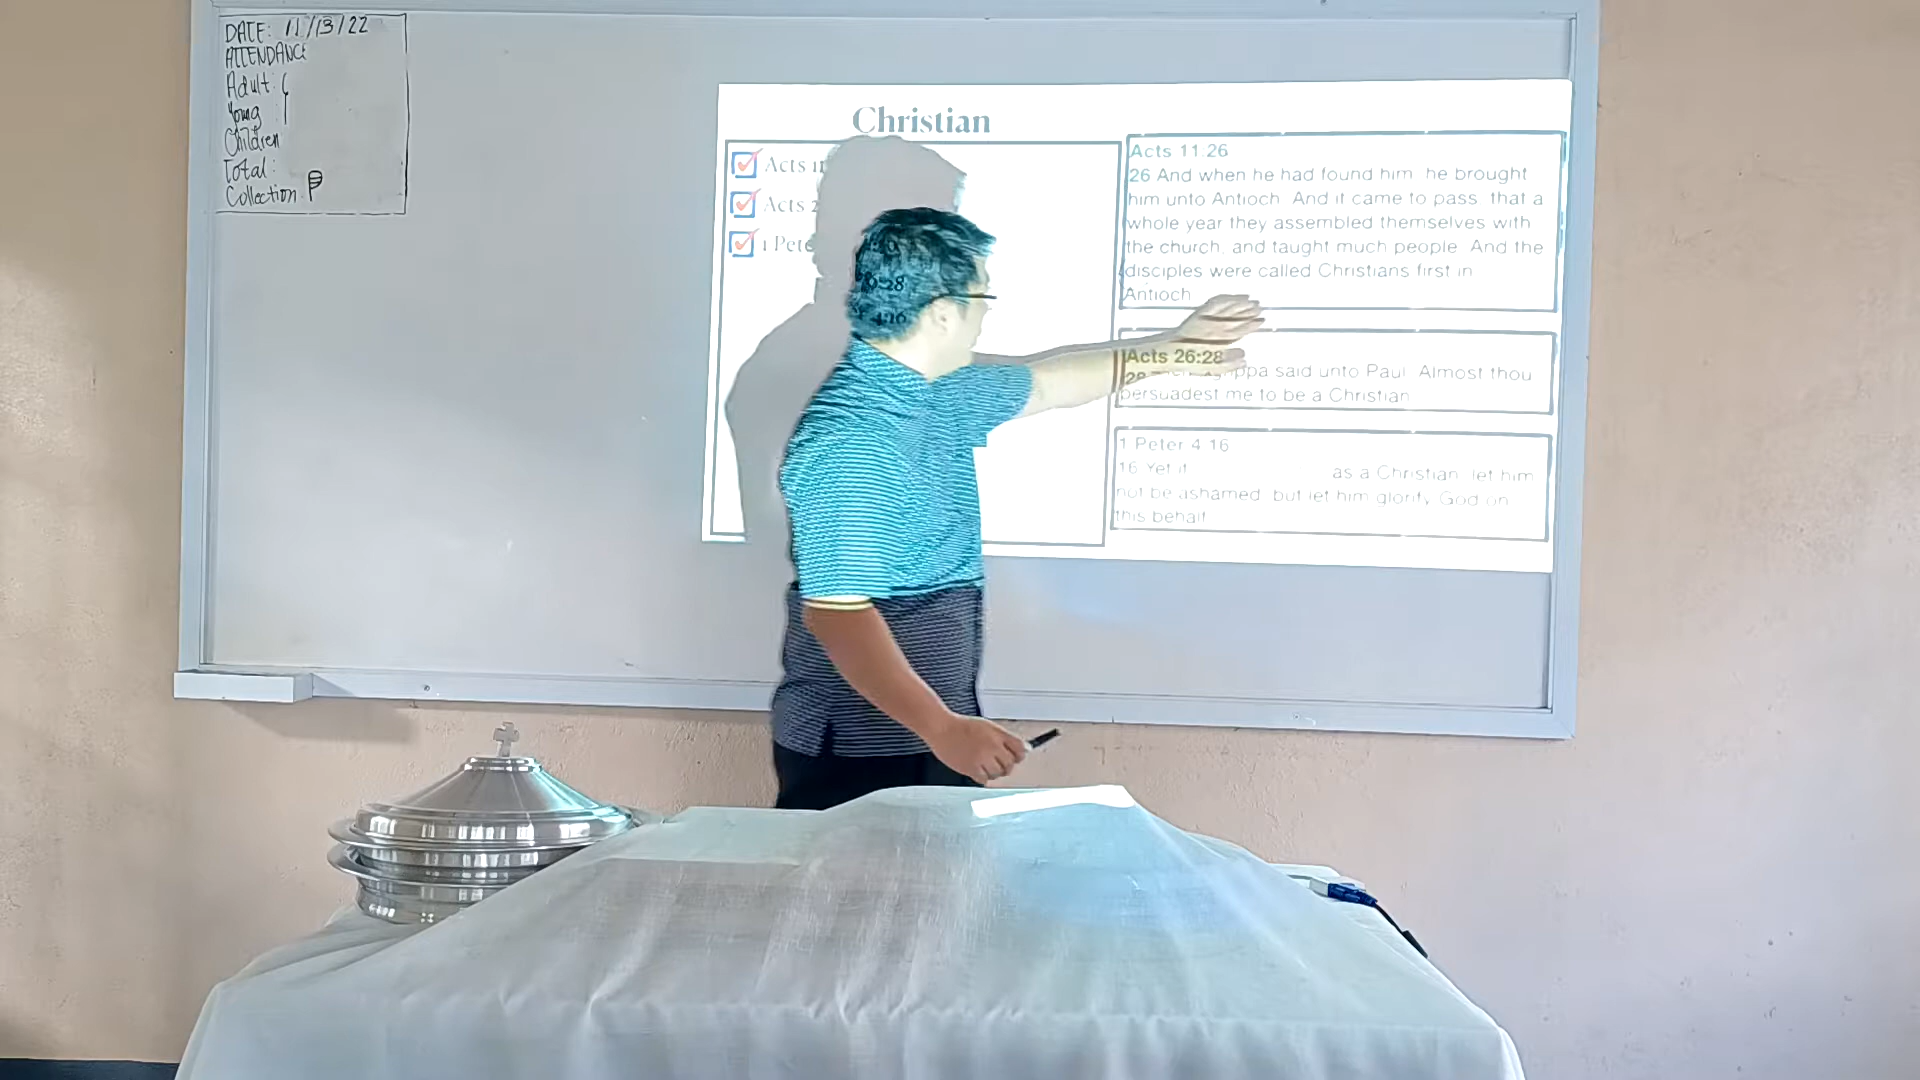 DATE: 11/13/22
ATTENDANCE
Adult:
Young
Children
Total:
Collection: ₱
Christian
Acts 11
Acts 2
1 Pete
9:28
4:16
Acts 11:26
26 And when he had found him, he brought
him unto Antioch. And it came to pass, that a
whole year they assembled themselves with
the church, and taught much people. And the
disciples were called Christians first in
Antioch
Acts 26:28
28 ppa said unto Paul, Almost thou
persuadest me to be a Christian
1 Peter 4:16
16 Yet if as a Christian, let him
not be ashamed; but let him glorify God on
this behalf